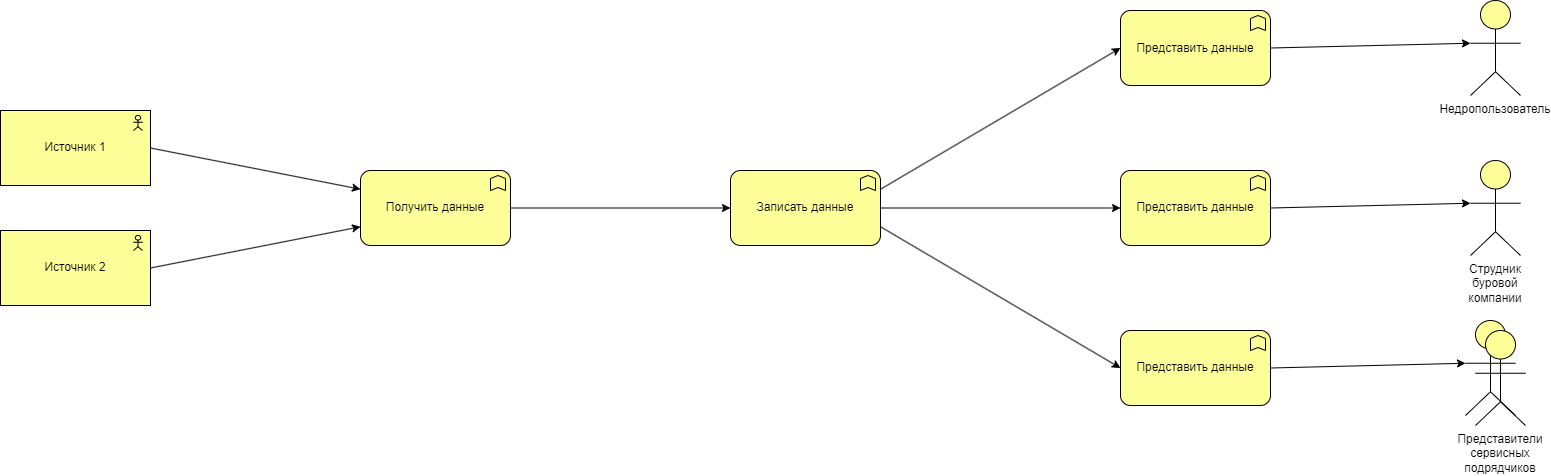 Источник 1
Источник 2
Получить данные
Записать данные
Представить данные
Недропользователь
Представить данные
Струдник
буровой
компании
Представить данные
Представители
сервисных
подрядчиков